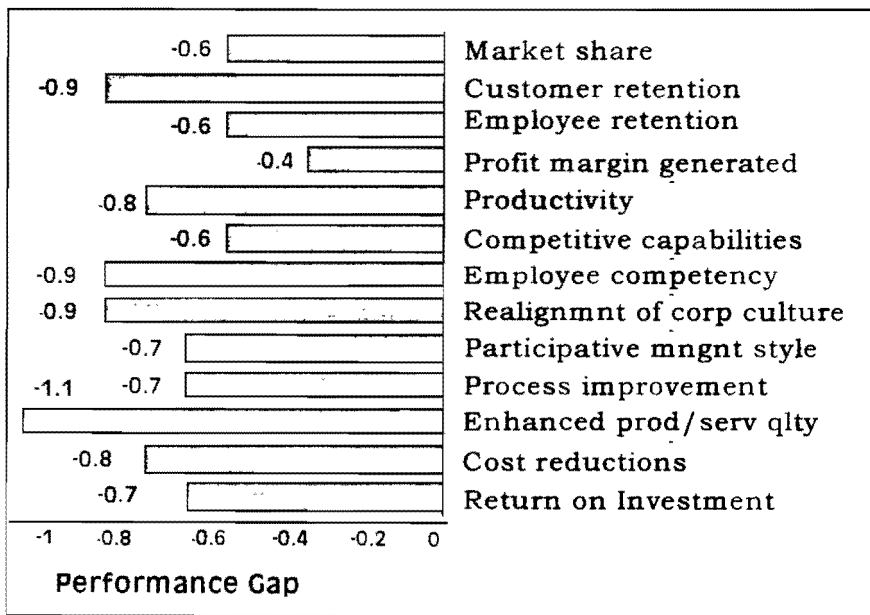 -0.6 Market share
-0.9 Customer retention
-0.6 Employee retention
-0.4 Profit margin generated
-0.8 Productivity
-0.6 Competitive capabilities
-0.9 Employee competency
-0.9 Realignmnt of corp culture
-0.7 Participative mngnt style
-1.1 -0.7 Process improvement
Enhanced prod/serv qlty
-0.8 Cost reductions
-0.7 Return on Investment
-1 -0.8 -0.6 -0.4 -0.2 0
Performance Gap